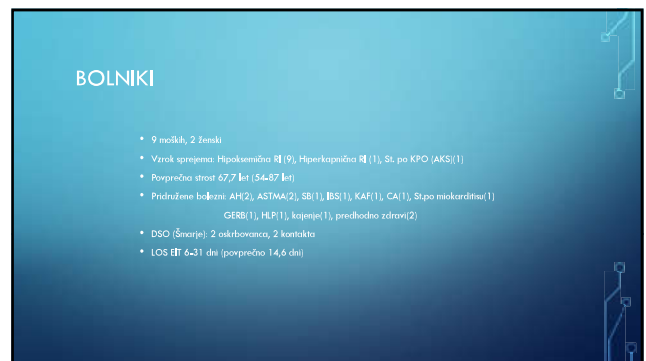 BOLNIKI
• 9 moških, 2 ženski
• Vzrok sprejema: Hipoksemična RI (9), Hiperkapnična RI (1), St. po KPO (AKS)(1)
• Povprečna strost 67,7 let (54-87 let)
• Pridružene bolezni: AH(2), ASTMA(2), SB(1), IBS(1), KAF(1), CA(1), St.po miokarditisu(1)
GERB(1), HLP(1), kajenje(1), predhodno zdravi(2)
• DSO (Šmarje): 2 oskrbovanca, 2 kontakta
• LOS EIT 6-31 dni (povprečno 14,6 dni)